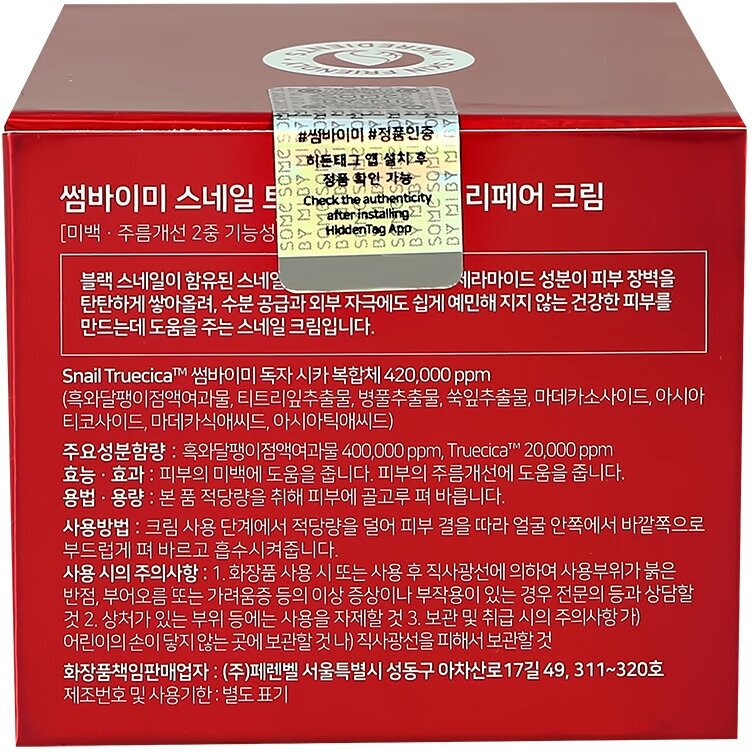 SKIN FRIENDLY INGREDIENTS
#썸바이미 #정품인증
히든태그 앱 설치 후
정품 확인 가능
Check the authenticity
after installing
HiddenTag App
SOME BY MI SOME BY MI
썸바이미 스네일 트 리페어 크림
[미백 · 주름개선 2중 기능성
블랙 스네일이 함유된 스네일 세라마이드 성분이 피부 장벽을
탄탄하게 쌓아올려, 수분 공급과 외부 자극에도 쉽게 예민해 지지 않는 건강한 피부를
만드는데 도움을 주는 스네일 크림입니다.
Snail Truecica™ 썸바이미 독자 시카 복합체 420,000 ppm
(흑와달팽이점액여과물, 티트리잎추출물, 병풀추출물, 쑥잎추출물, 마데카소사이드, 아시아
티코사이드, 마데카식애씨드, 아시아틱애씨드)
주요성분함량 : 흑와달팽이점액여과물 400,000 ppm, Truecica™ 20,000 ppm
효능 · 효과 : 피부의 미백에 도움을 줍니다. 피부의 주름개선에 도움을 줍니다.
용법 · 용량 : 본 품 적당량을 취해 피부에 골고루 펴 바릅니다.
사용방법 : 크림 사용 단계에서 적당량을 덜어 피부 결을 따라 얼굴 안쪽에서 바깥쪽으로
부드럽게 펴 바르고 흡수시켜줍니다.
사용 시의 주의사항 : 1. 화장품 사용 시 또는 사용 후 직사광선에 의하여 사용부위가 붉은
반점, 부어오름 또는 가려움증 등의 이상 증상이나 부작용이 있는 경우 전문의 등과 상담할
것 2. 상처가 있는 부위 등에는 사용을 자제할 것 3. 보관 및 취급 시의 주의사항 가)
어린이의 손이 닿지 않는 곳에 보관할 것 나) 직사광선을 피해서 보관할 것
화장품책임판매업자 : (주)페렌벨 서울특별시 성동구 아차산로17길 49, 311~320호
제조번호 및 사용기한 : 별도 표기